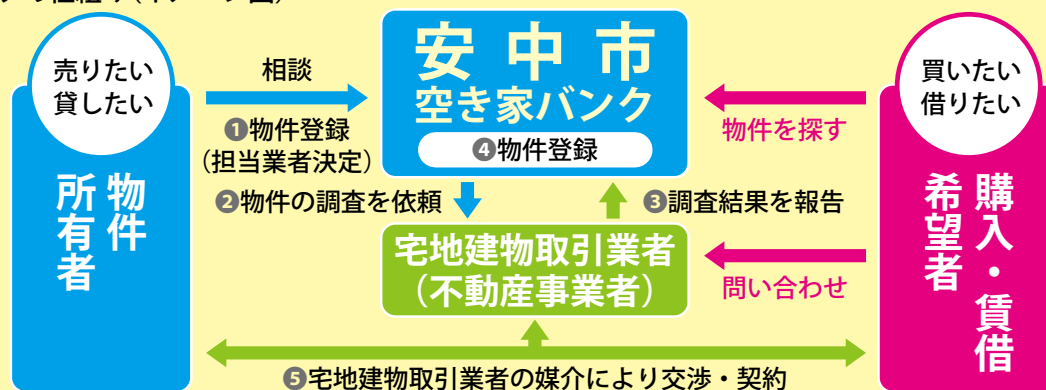 売りたい
貸したい
物件
所有者
相談
❶物件登録
(担当業者決定)
安中市
空き家バンク
❹物件登録
物件を探す
買いたい
借りたい
購入・賃借
希望者
❷物件の調査を依頼
❸調査結果を報告
宅地建物取引業者
(不動産事業者)
問い合わせ
❺宅地建物取引業者の媒介により交渉・契約